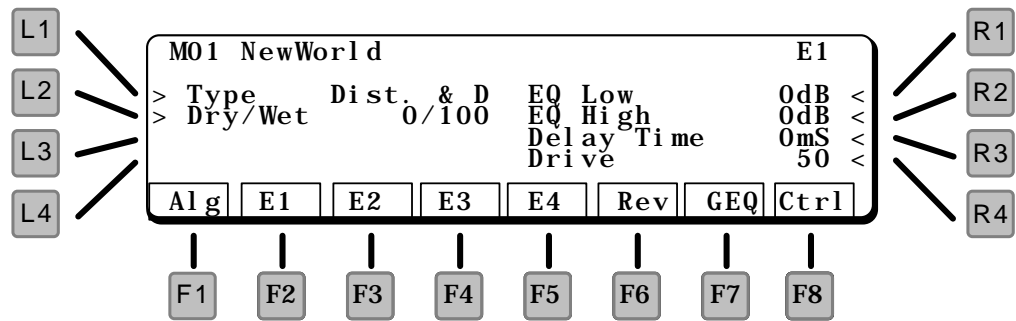 L1
R1
M01 NewWorld E1
L2
R2
> Type Dist. & D EQ Low 0dB <
> Dry/Wet 0/100 EQ High 0dB <
Delay Time 0mS <
Drive 50 <
L3
R3
L4
R4
Alg E1 E2 E3 E4 Rev GEQ Ctrl
F1 F2 F3 F4 F5 F6 F7 F8